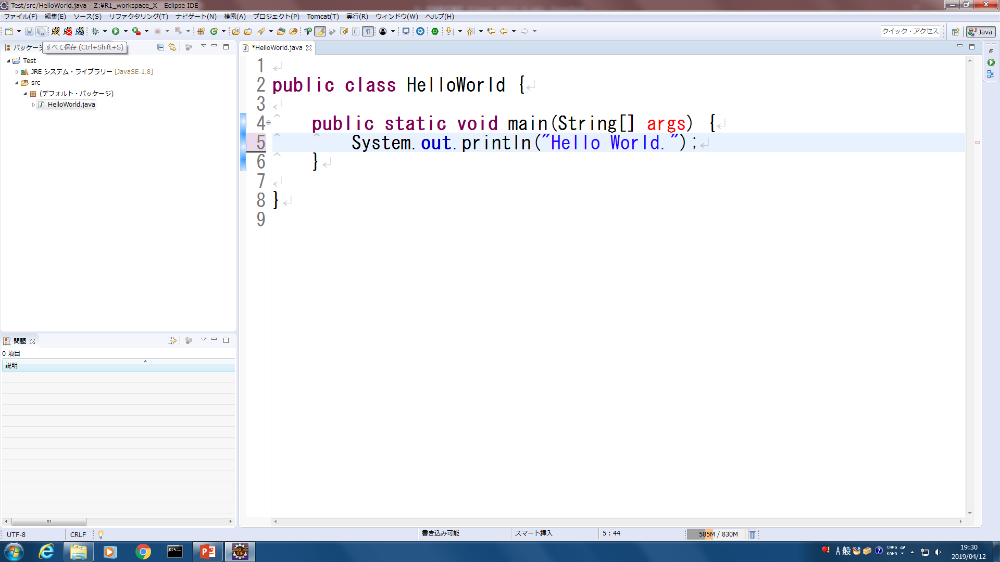 Test/src/HelloWorld.java - Z:¥R1_workspace_X - Eclipse IDE
ファイル(F) 編集(E) ソース(S) リファクタリング(T) ナビゲート(N) 検索(A) プロジェクト(P) Tomcat(T) 実行(R) ウィンドウ(W) ヘルプ(H)
クイック・アクセス
Java
パッケージ
すべて保存 (Ctrl+Shift+S)
*HelloWorld.java
Test
JRE システム・ライブラリー [JavaSE-1.8]
src
(デフォルト・パッケージ)
HelloWorld.java
1
2 public class HelloWorld {
3
4 public static void main(String[] args) {
5 System.out.println("Hello World.");
6 }
7
8 }
9
問題
0 項目
説明
UTF-8 CRLF 書き込み可能 スマート挿入 5 : 44 585M / 830M
C:\
Java EE
IDE
A 般 CAPS
KANA
19:30
2019/04/12